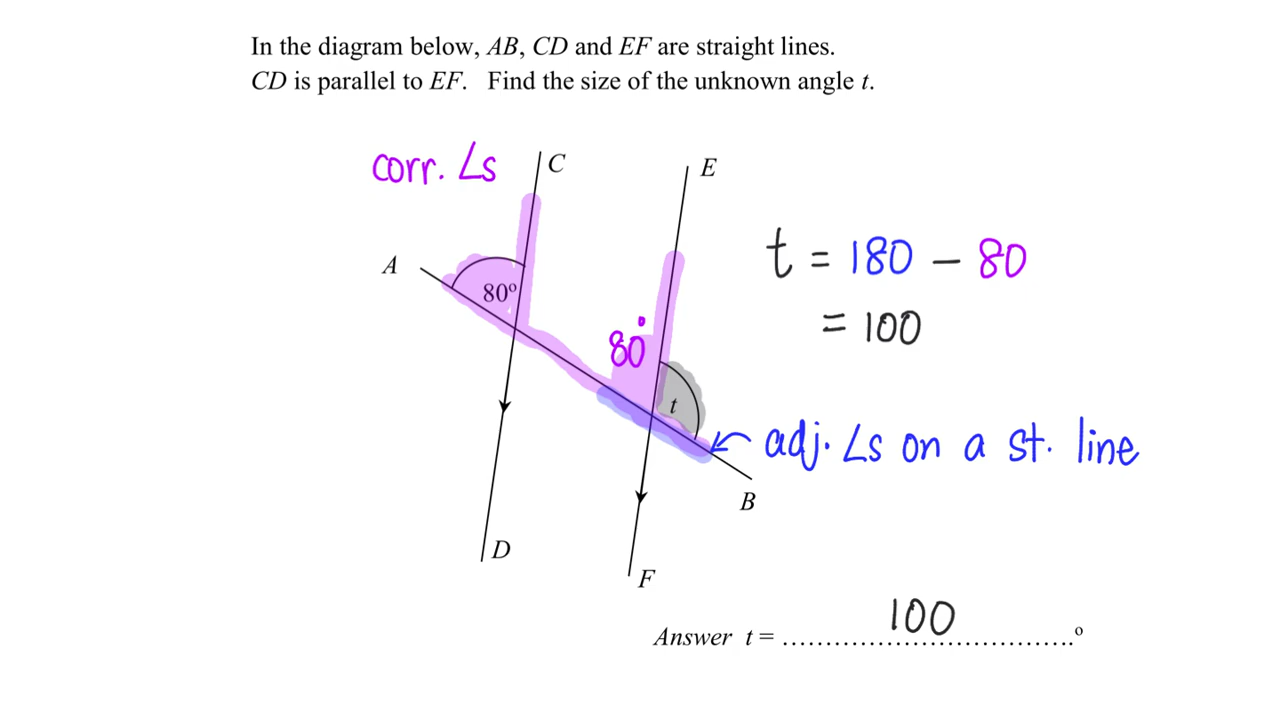 In the diagram below, AB, CD and EF are straight lines.
CD is parallel to EF. Find the size of the unknown angle t.
corr. ∠s
C
E
A
80º
80°
t
t = 180 − 80
= 100
adj. ∠s on a st. line
B
D
F
100
Answer t = ……………………………. º